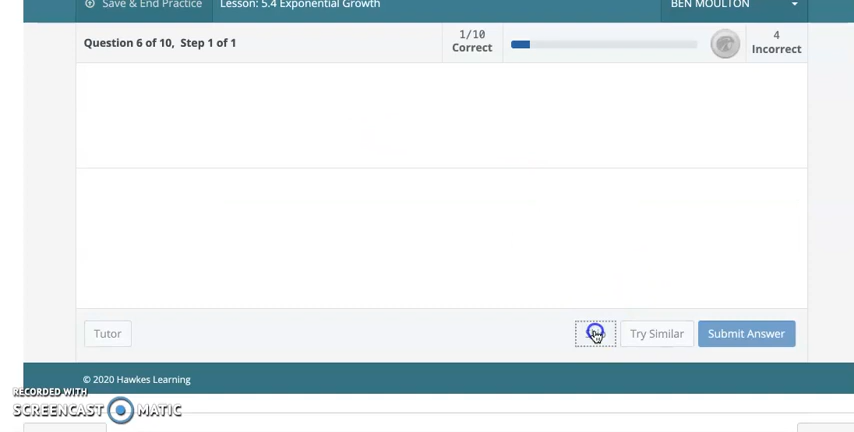 Save & End Practice
Lesson: 5.4 Exponential Growth
BEN MOULTON
Question 6 of 10, Step 1 of 1
1/10
Correct
4
Incorrect
Tutor
Try Similar
Submit Answer
© 2020 Hawkes Learning
RECORDED WITH
SCREENCAST MATIC